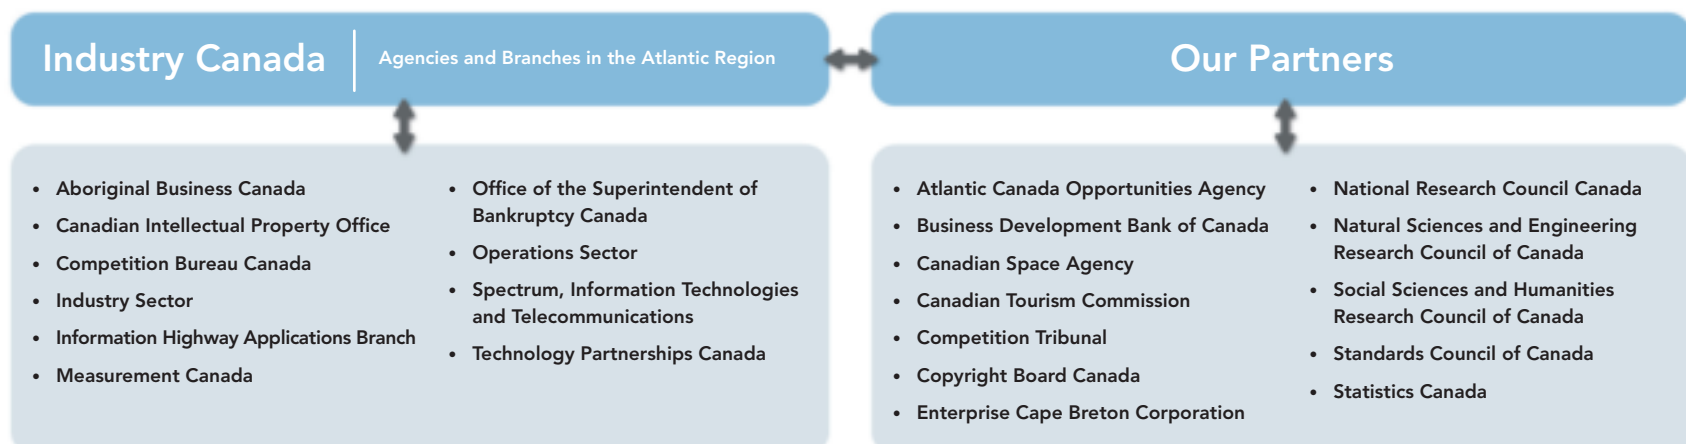 Industry Canada
Agencies and Branches in the Atlantic Region
• Aboriginal Business Canada
• Canadian Intellectual Property Office
• Competition Bureau Canada
• Industry Sector
• Information Highway Applications Branch
• Measurement Canada
• Office of the Superintendent of
Bankruptcy Canada
• Operations Sector
• Spectrum, Information Technologies
and Telecommunications
• Technology Partnerships Canada
Our Partners
• Atlantic Canada Opportunities Agency
• Business Development Bank of Canada
• Canadian Space Agency
• Canadian Tourism Commission
• Competition Tribunal
• Copyright Board Canada
• Enterprise Cape Breton Corporation
• National Research Council Canada
• Natural Sciences and Engineering
Research Council of Canada
• Social Sciences and Humanities
Research Council of Canada
• Standards Council of Canada
• Statistics Canada